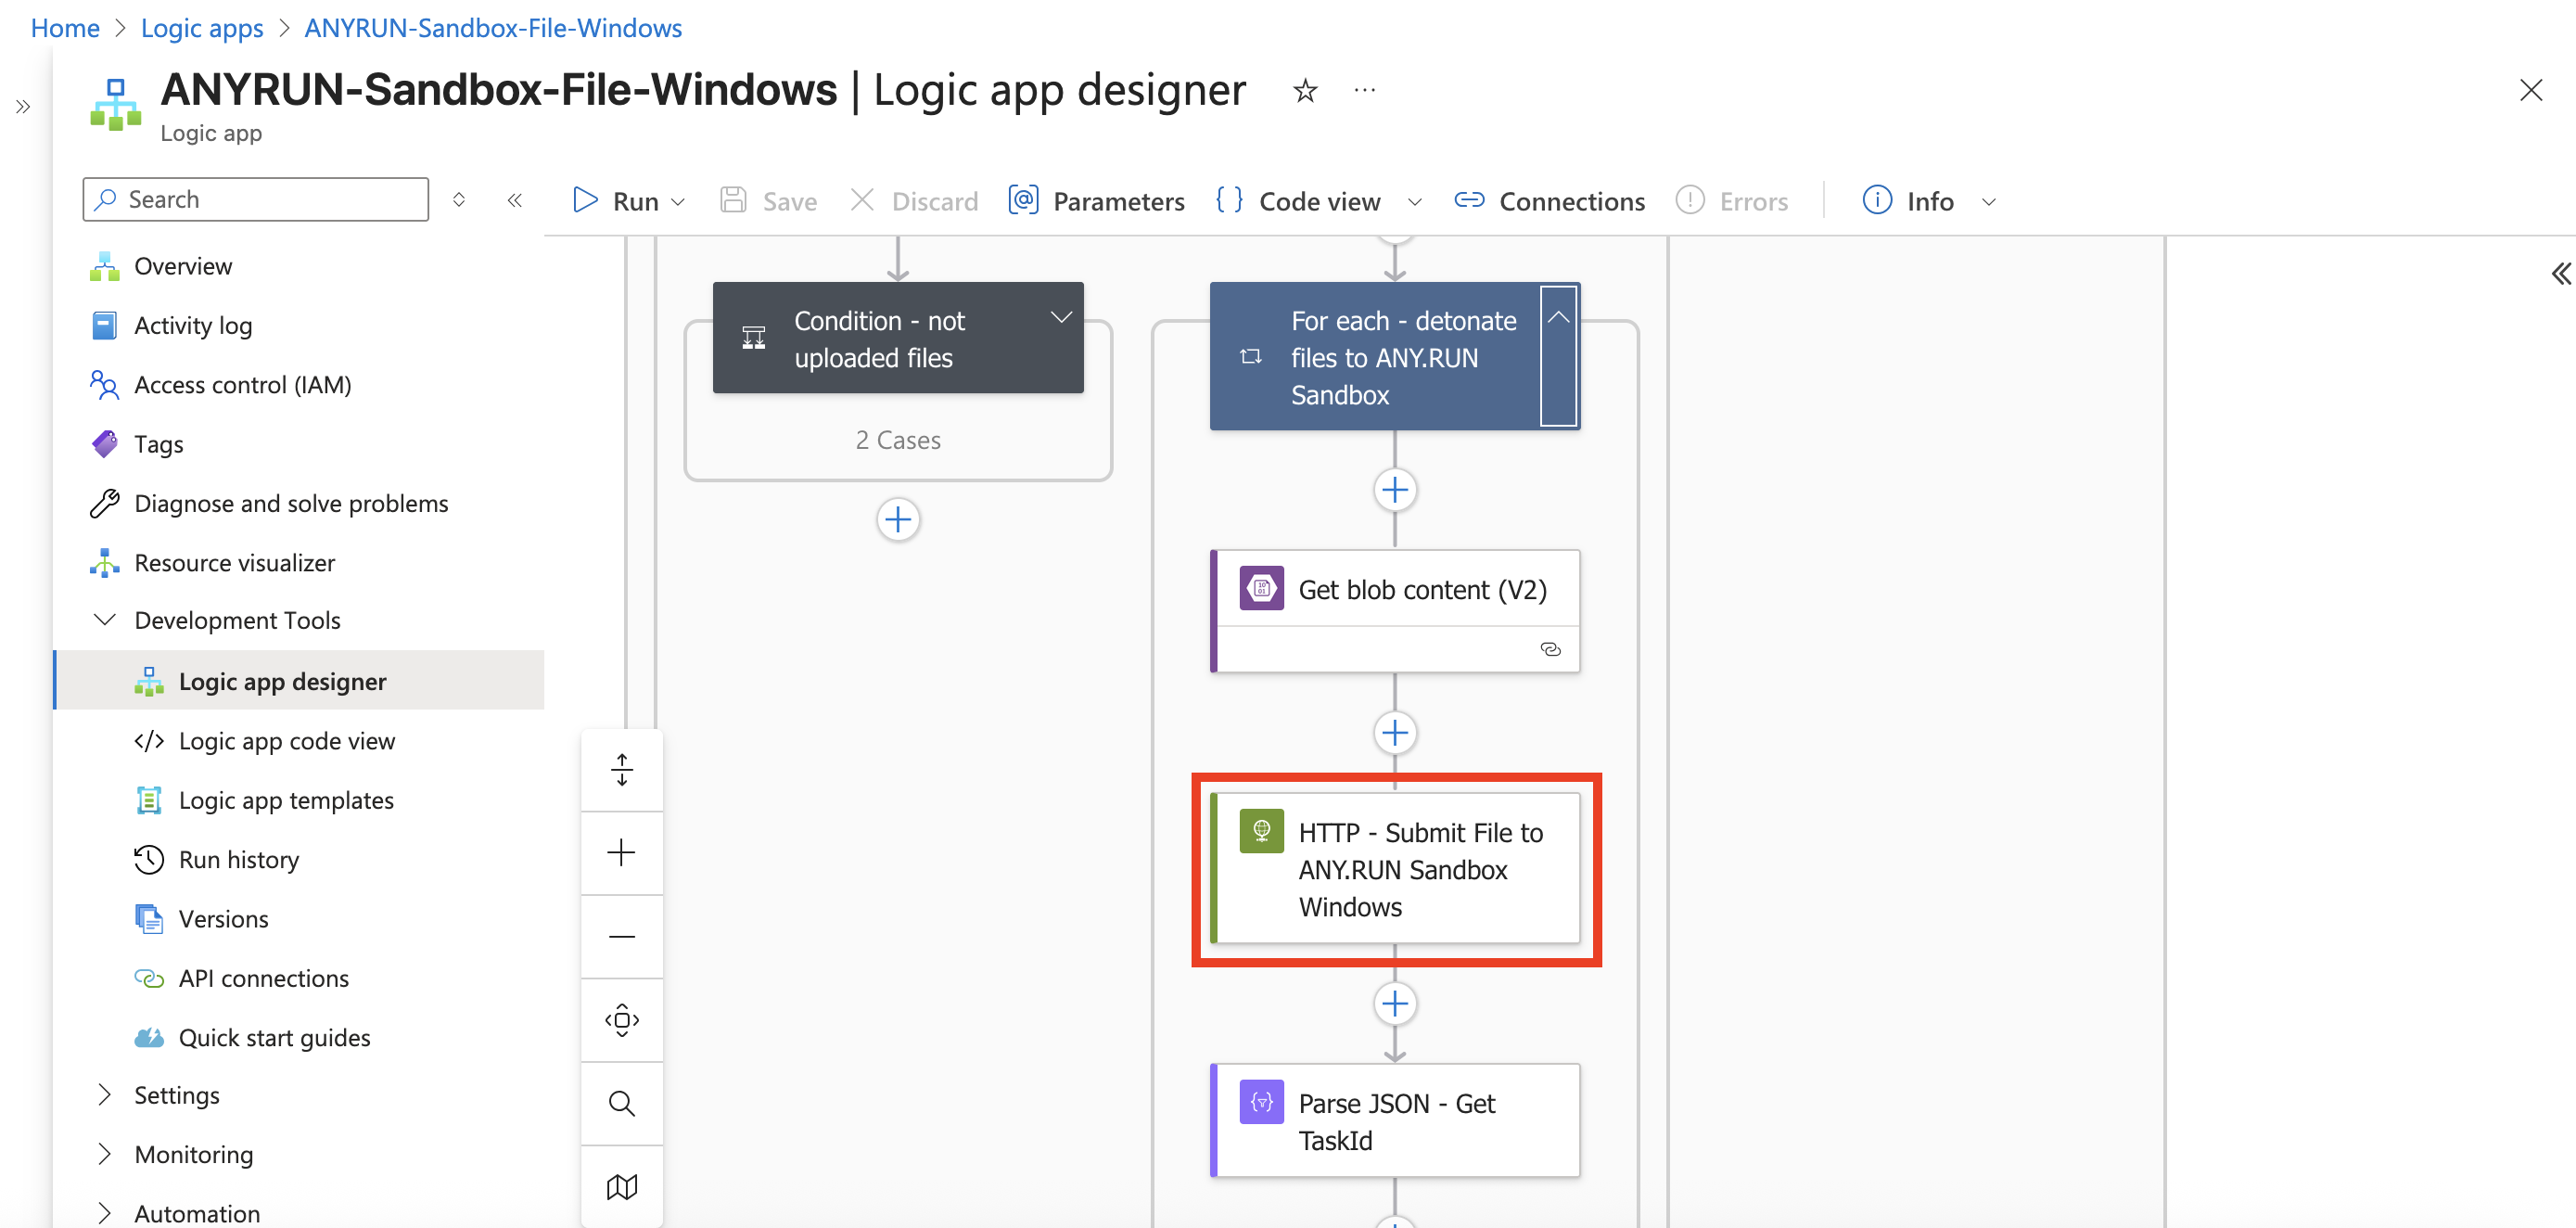 Home > Logic apps > ANYRUN-Sandbox-File-Windows
ANYRUN-Sandbox-File-Windows | Logic app designer
Logic app
Search
Run
Save
Discard
Parameters
Code view
Connections
Errors
Info
Overview
Activity log
Access control (IAM)
Tags
Diagnose and solve problems
Resource visualizer
Development Tools
Logic app designer
Logic app code view
Logic app templates
Run history
Versions
API connections
Quick start guides
Settings
Monitoring
Automation
Condition - not
uploaded files
2 Cases
For each - detonate
files to ANY.RUN
Sandbox
Get blob content (V2)
HTTP - Submit File to
ANY.RUN Sandbox
Windows
Parse JSON - Get
TaskId